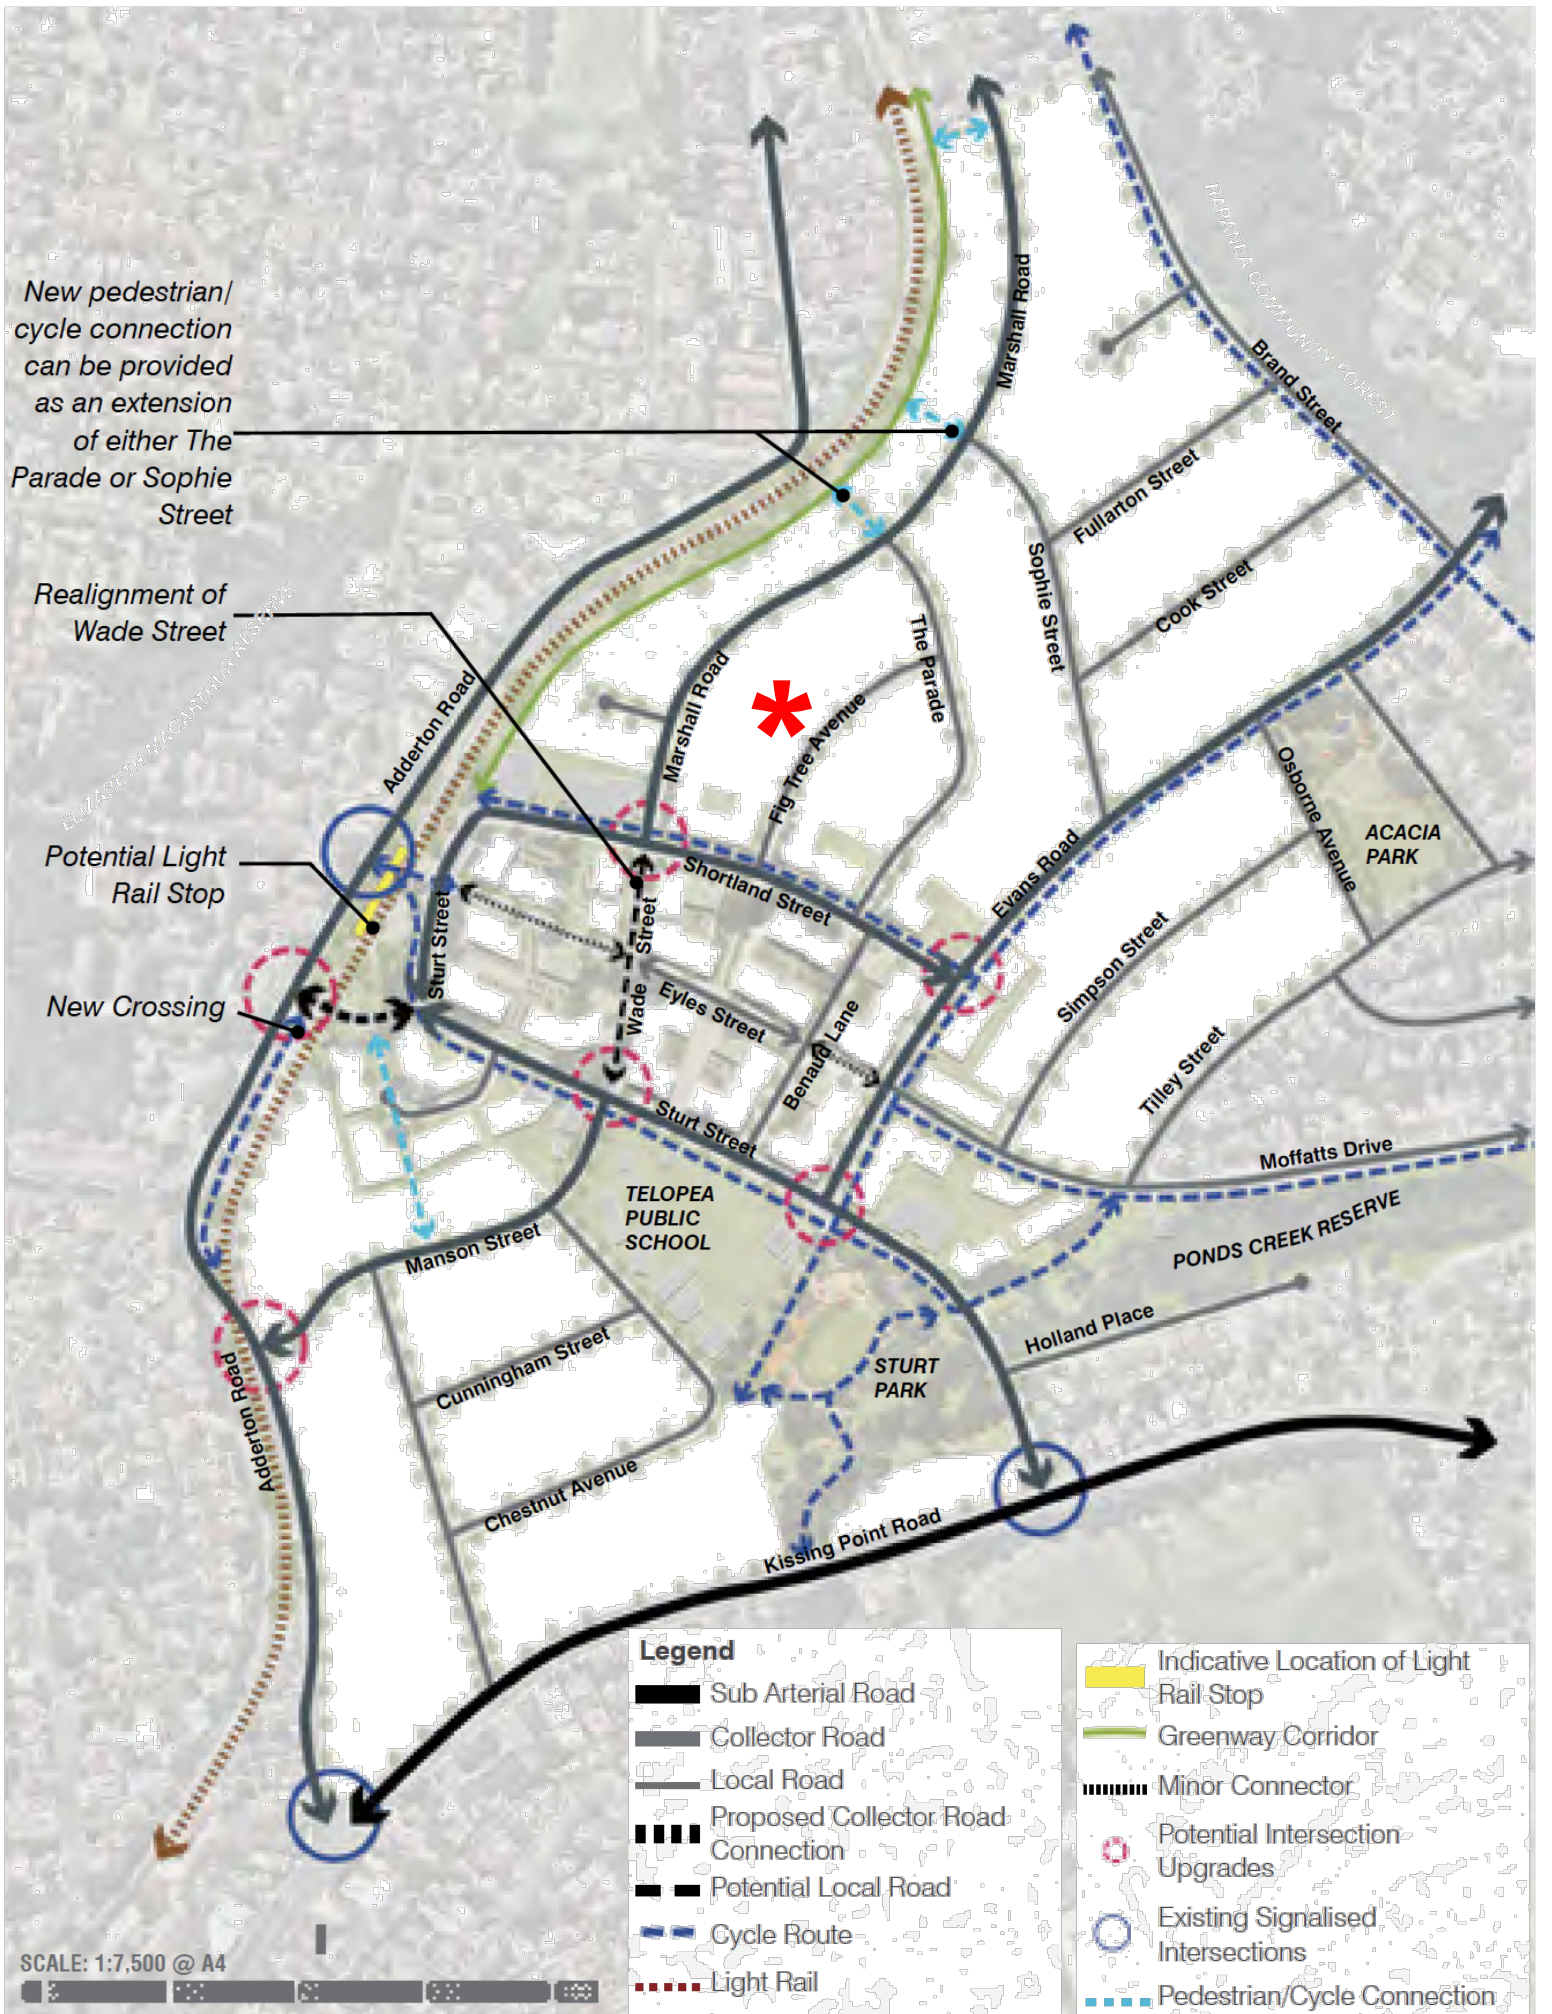 New pedestrian/
cycle connection
can be provided
as an extension
of either The
Parade or Sophie
Street
Realignment of
Wade Street
Potential Light
Rail Stop
New Crossing
ELIZABETH MACARTHUR RESERVE
RAPANEA COMMUNITY FOREST
Marshall Road
Brand Street
Fullarton Street
Sophie Street
Cook Street
The Parade
Adderton Road
Marshall Road
*
Fig Tree Avenue
Osborne Avenue
ACACIA
PARK
Shortland Street
Evans Road
Sturt Street
Wade Street
Simpson Street
Eyles Street
Benaud Lane
Tilley Street
Sturt Street
Moffatts Drive
TELOPEA
PUBLIC
SCHOOL
PONDS CREEK RESERVE
Manson Street
Holland Place
Cunningham Street
STURT
PARK
Adderton Road
Chestnut Avenue
Kissing Point Road
Legend
Sub Arterial Road
Collector Road
Local Road
Proposed Collector Road
Connection
Potential Local Road
Cycle Route
Light Rail
Indicative Location of Light
Rail Stop
Greenway Corridor
Minor Connector
Potential Intersection
Upgrades
Existing Signalised
Intersections
Pedestrian/Cycle Connection
SCALE: 1:7,500 @ A4